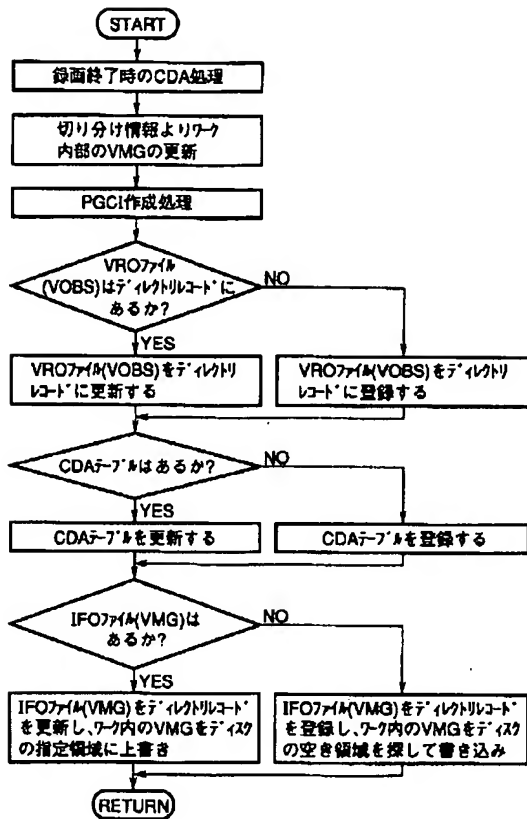 START
録画終了時のCDA処理
切り分け情報よりワーク
内部のVMGの更新
PGCI作成処理
VROファイル
(VOBS)はディレクトリレコードに
あるか?
NO
YES
VROファイル(VOBS)をディレクトリ
レコードに更新する
VROファイル(VOBS)をディレクトリ
レコードに登録する
CDAテーブルはあるか?
NO
YES
CDAテーブルを更新する
CDAテーブルを登録する
IFOファイル(VMG)は
あるか?
NO
YES
IFOファイル(VMG)をディレクトリレコード
を更新し、ワーク内のVMGをディスク
の指定領域に上書き
IFOファイル(VMG)をディレクトリレコード
を登録し、ワーク内のVMGをディスク
の空き領域を探して書き込み
RETURN